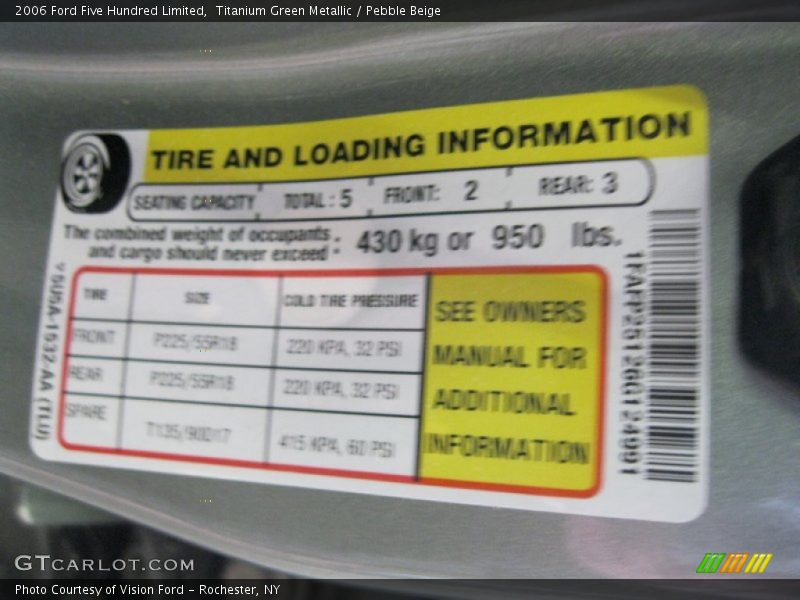 2006 Ford Five Hundred Limited,  Titanium Green Metallic / Pebble Beige
TIRE AND LOADING INFORMATION
SEATING CAPACITY TOTAL : 5 FRONT: 2 REAR: 3
The combined weight of occupants
and cargo should never exceed : 430 kg or 950 lbs.
TIRE SIZE COLD TIRE PRESSURE
FRONT P225/55R18 220 KPA, 32 PSI
REAR P225/55R18 220 KPA, 32 PSI
SPARE T135/90D17 415 KPA, 60 PSI
SEE OWNERS
MANUAL FOR
ADDITIONAL
INFORMATION
GTCARLOT.COM
Photo Courtesy of Vision Ford – Rochester, NY